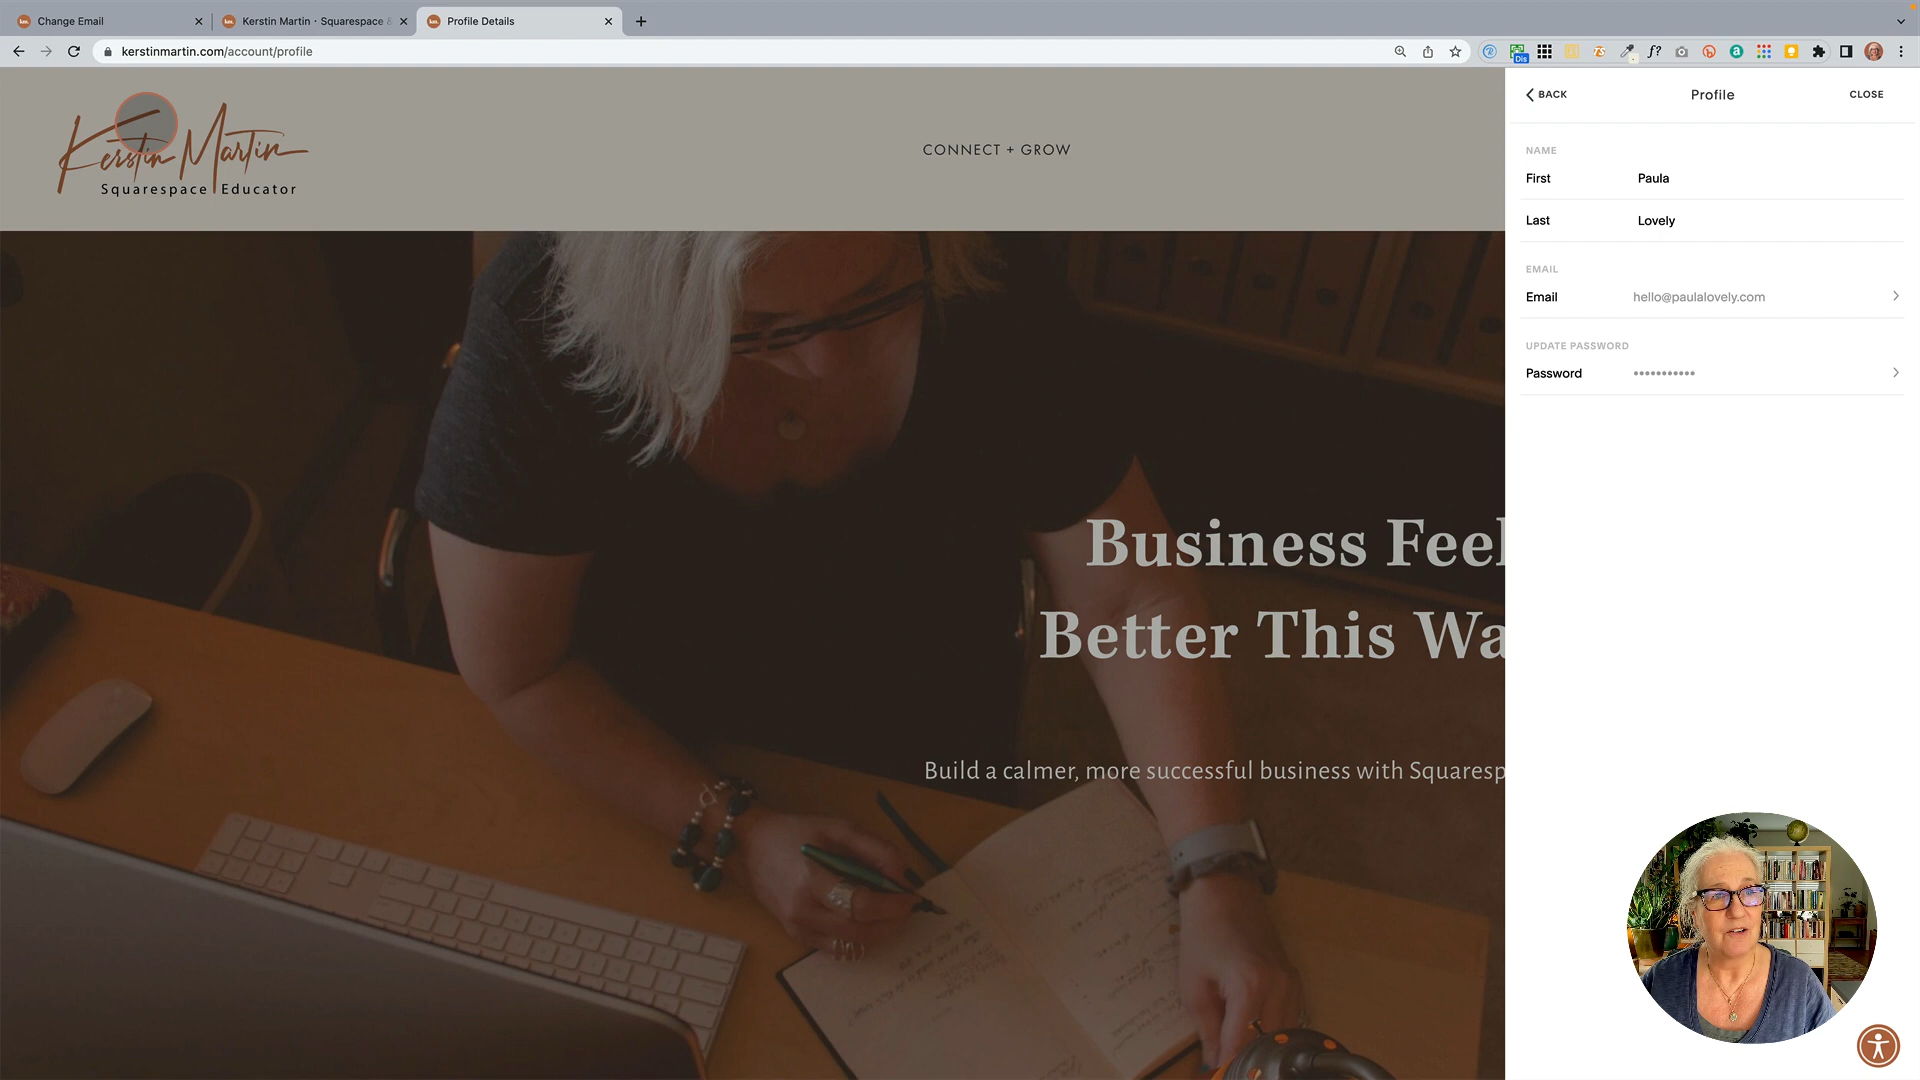 Change Email
Kerstin Martin · Squarespace
Profile Details
kerstinmartin.com/account/profile
Dis
f?
Kerstin Martin
Squarespace Educator
CONNECT + GROW
BACK
Profile
CLOSE
NAME
First Paula
Last Lovely
EMAIL
Email hello@paulalovely.com
UPDATE PASSWORD
Password •••••••••••
Business Feel
Better This Wa
Build a calmer, more successful business with Squaresp